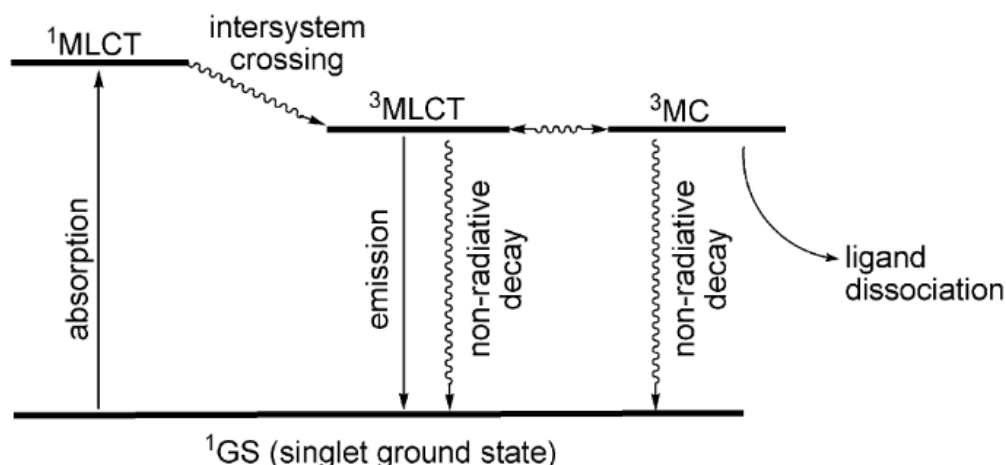 intersystem
crossing
¹MLCT
³MLCT
³MC
absorption
emission
non-radiative
decay
non-radiative
decay
ligand
dissociation
¹GS (singlet ground state)